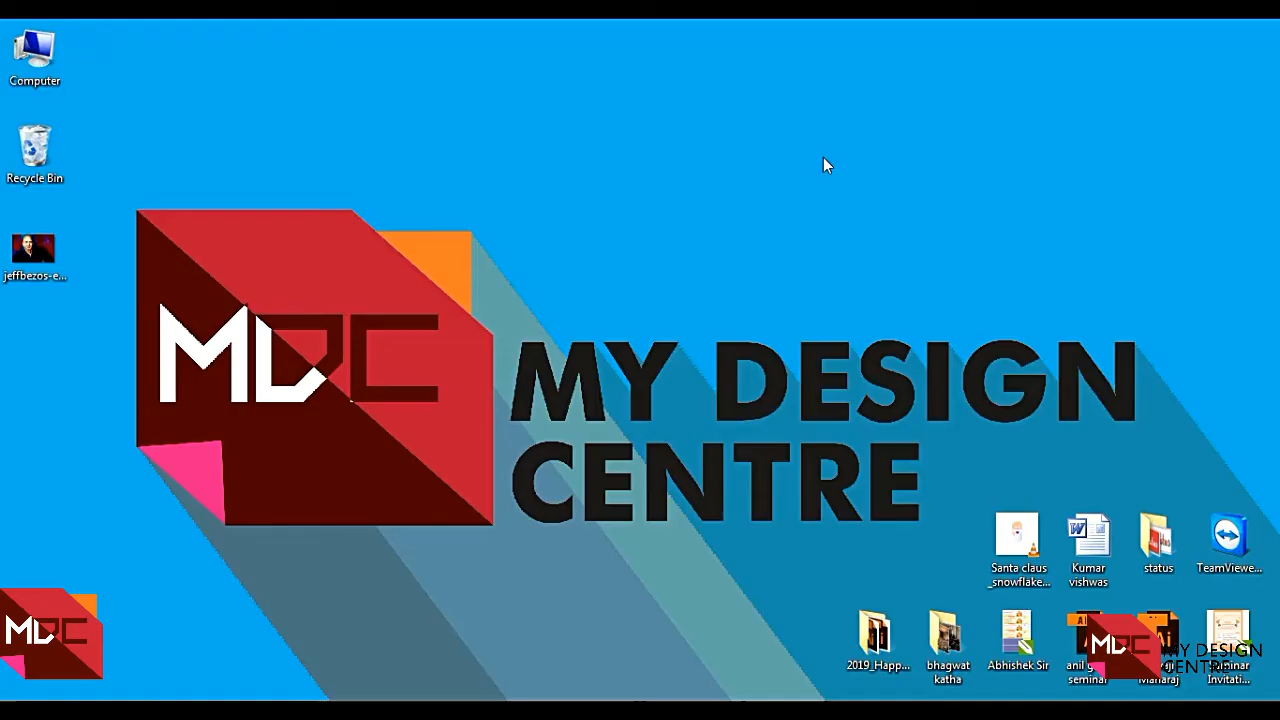 Computer
Recycle Bin
jeffbezos-e...
MDC
MY DESIGN
CENTRE
Santa claus
_snowflake...
Kumar
vishwas
status
TeamViewe...
MDC
2019_Happ...
bhagwat
katha
Abhishek Sir
seminar
MDC
Maharaj
MY DESIGN
CENTRE
Invitati...